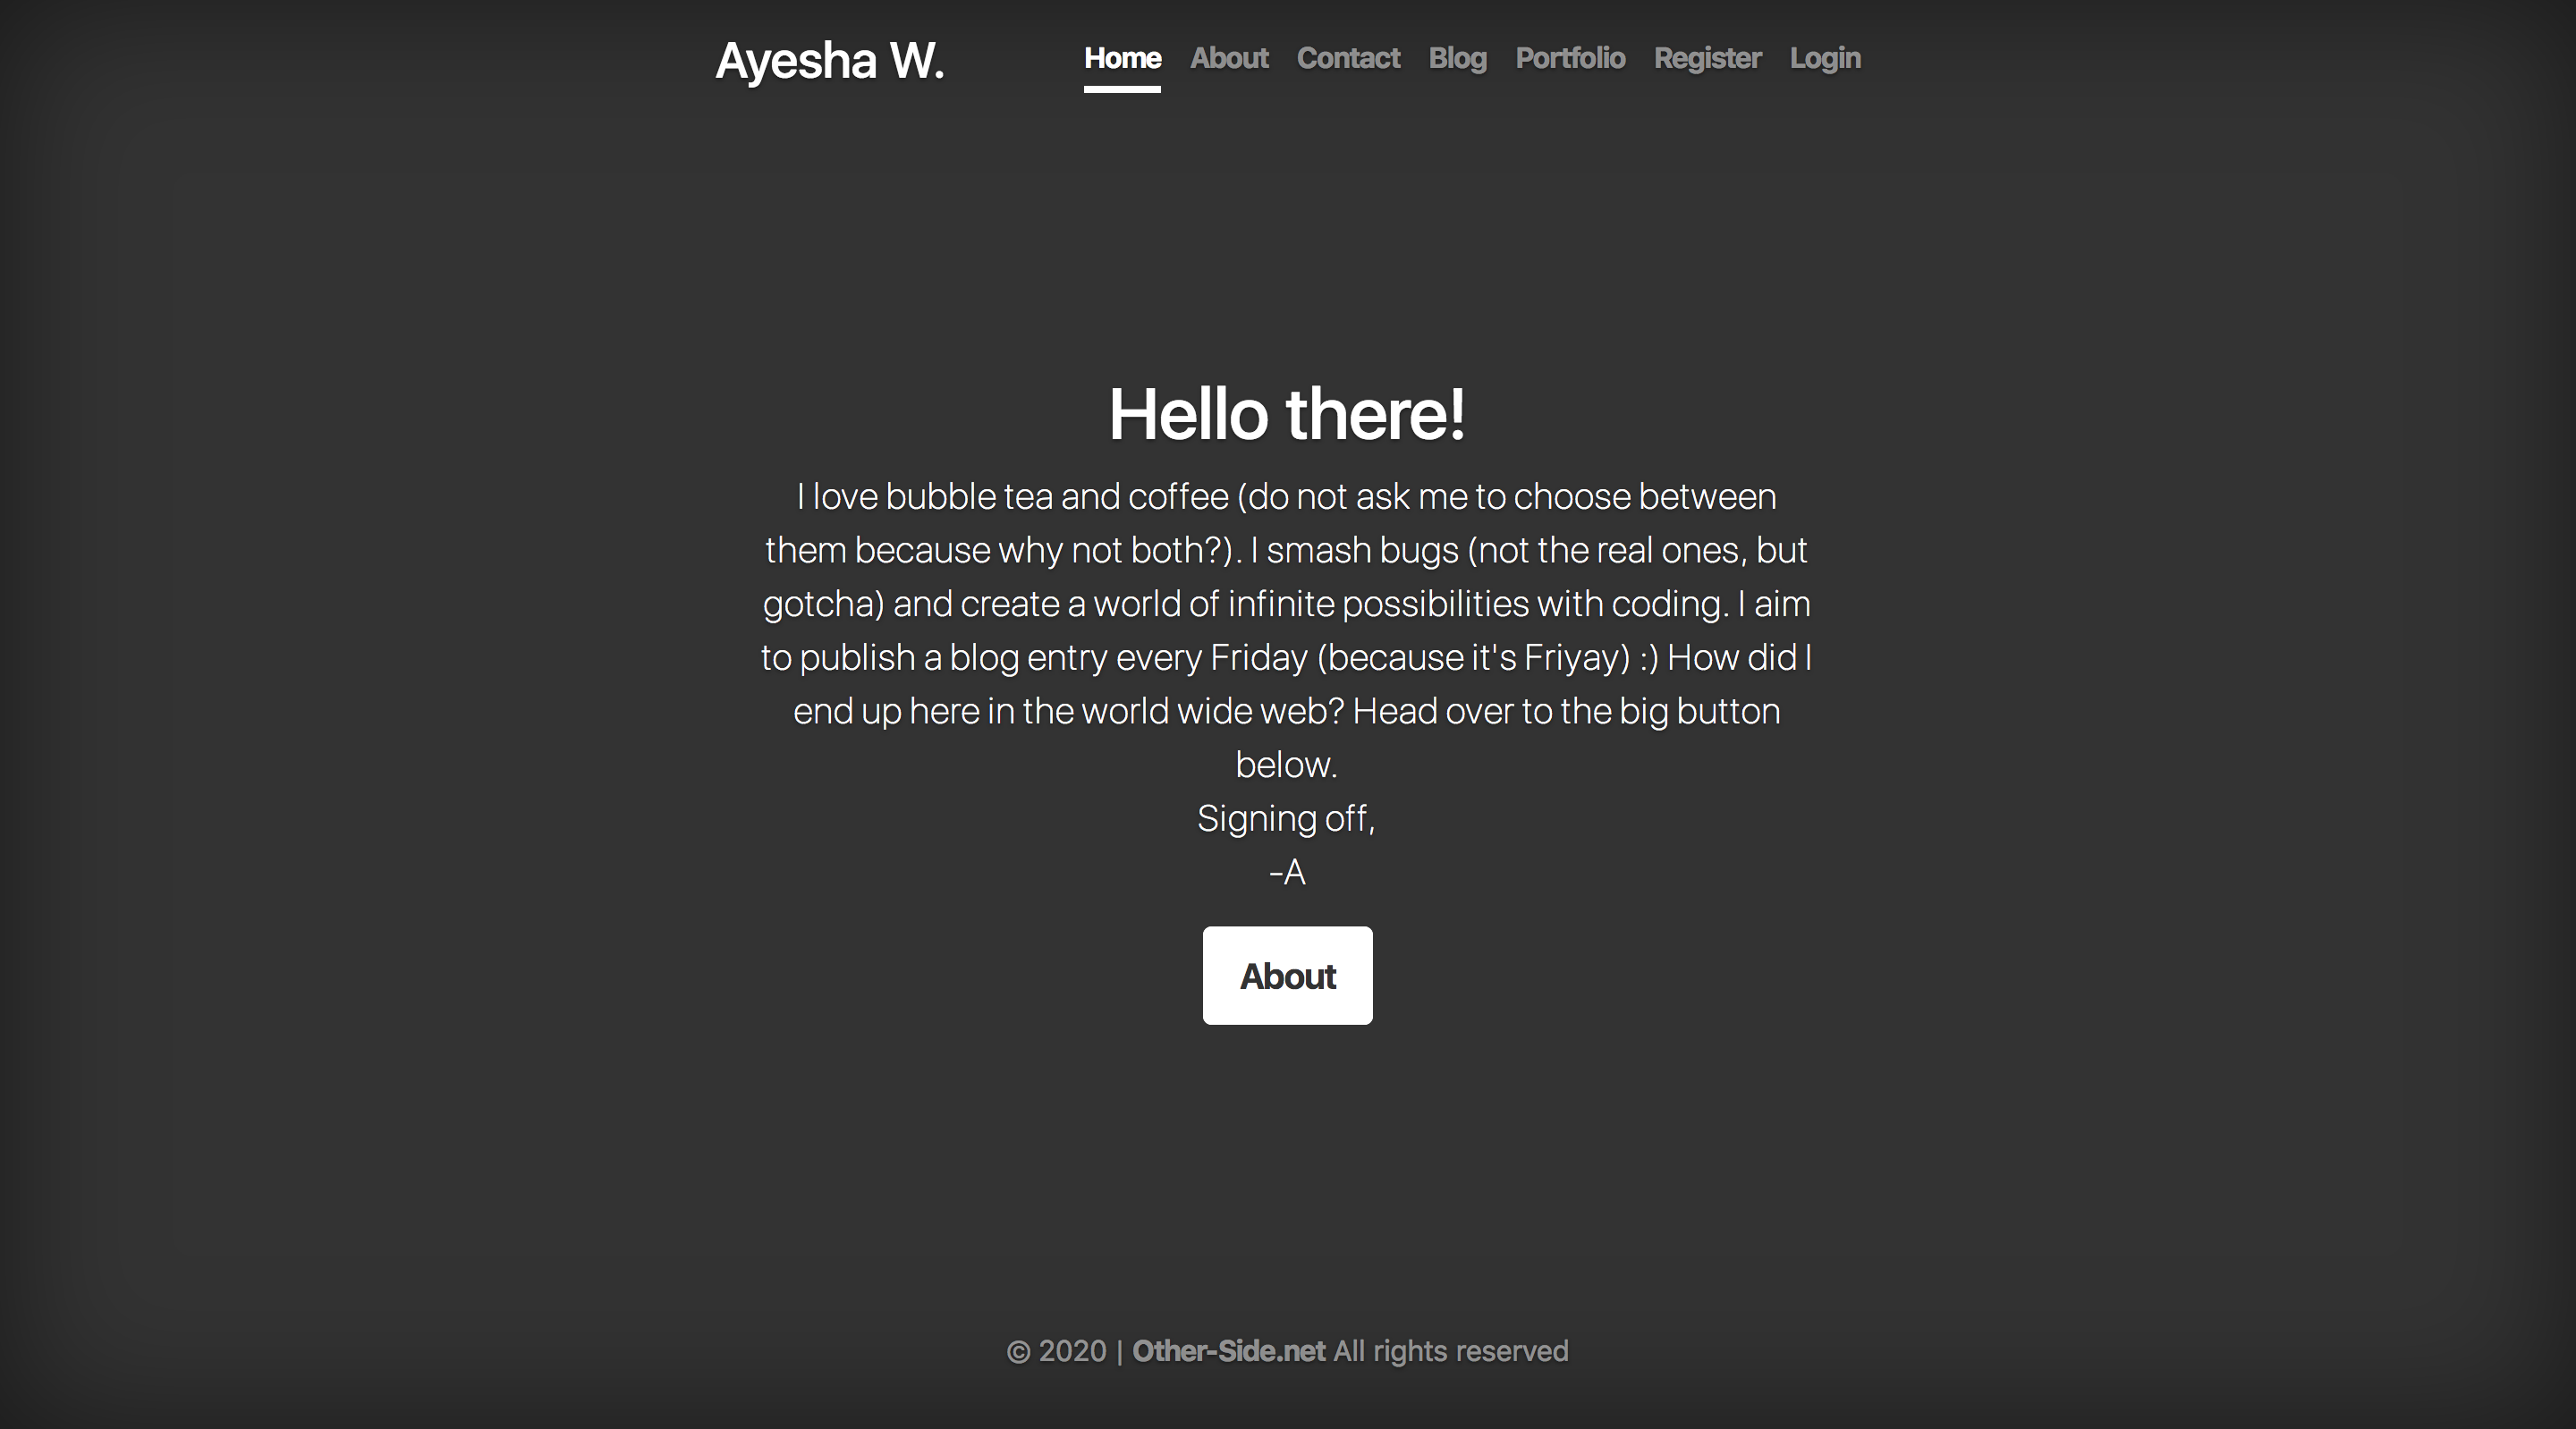 Ayesha W.
Home About Contact Blog Portfolio Register Login
Hello there!
I love bubble tea and coffee (do not ask me to choose between
them because why not both?). I smash bugs (not the real ones, but
gotcha) and create a world of infinite possibilities with coding. I aim
to publish a blog entry every Friday (because it's Friyay) :) How did I
end up here in the world wide web? Head over to the big button
below.
Signing off,
-A
About
© 2020 | Other-Side.net All rights reserved